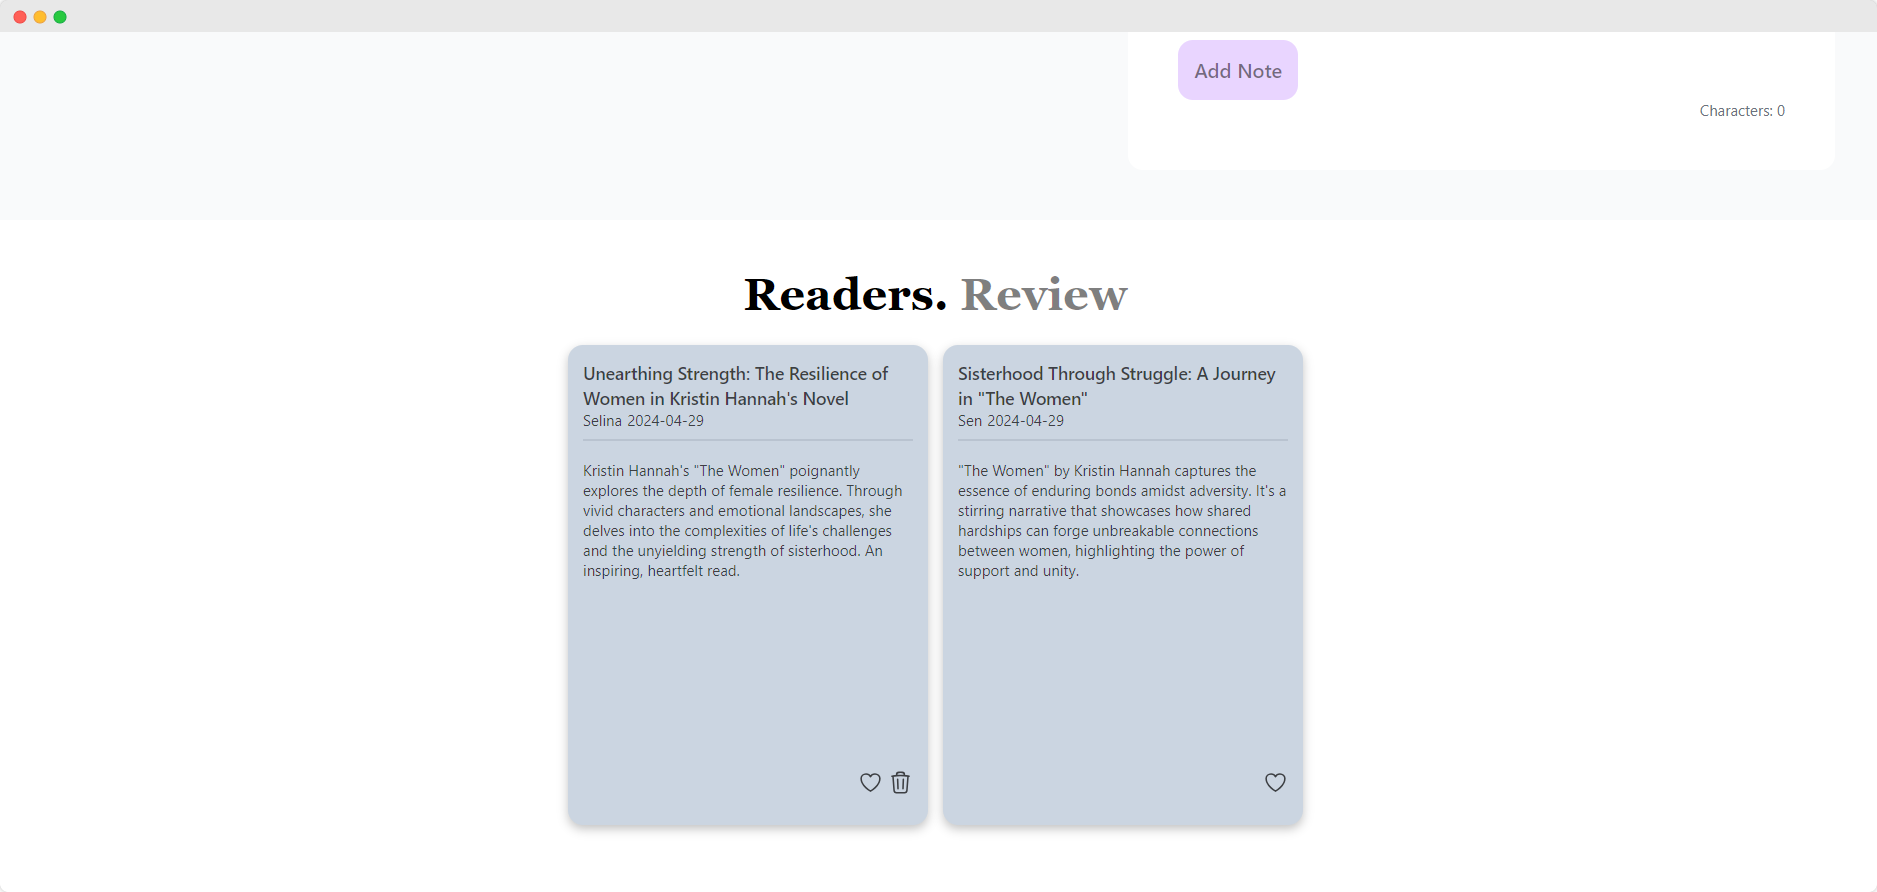 Add Note
Characters: 0
Readers. Review
Unearthing Strength: The Resilience of
Women in Kristin Hannah's Novel
Selina 2024-04-29
Kristin Hannah's "The Women" poignantly
explores the depth of female resilience. Through
vivid characters and emotional landscapes, she
delves into the complexities of life's challenges
and the unyielding strength of sisterhood. An
inspiring, heartfelt read.
Sisterhood Through Struggle: A Journey
in "The Women"
Sen 2024-04-29
"The Women" by Kristin Hannah captures the
essence of enduring bonds amidst adversity. It's a
stirring narrative that showcases how shared
hardships can forge unbreakable connections
between women, highlighting the power of
support and unity.